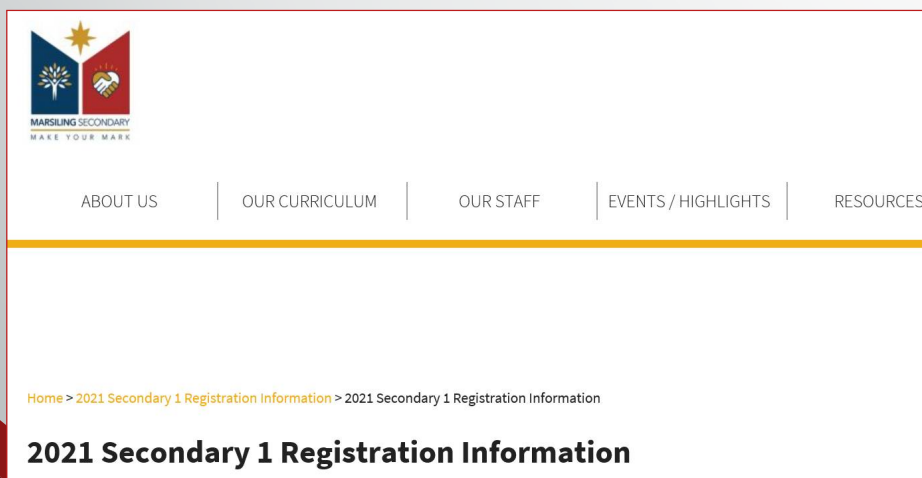 MARSILING SECONDARY
MAKE YOUR MARK
ABOUT US
OUR CURRICULUM
OUR STAFF
EVENTS / HIGHLIGHTS
RESOURCES
Home > 2021 Secondary 1 Registration Information > 2021 Secondary 1 Registration Information
2021 Secondary 1 Registration Information